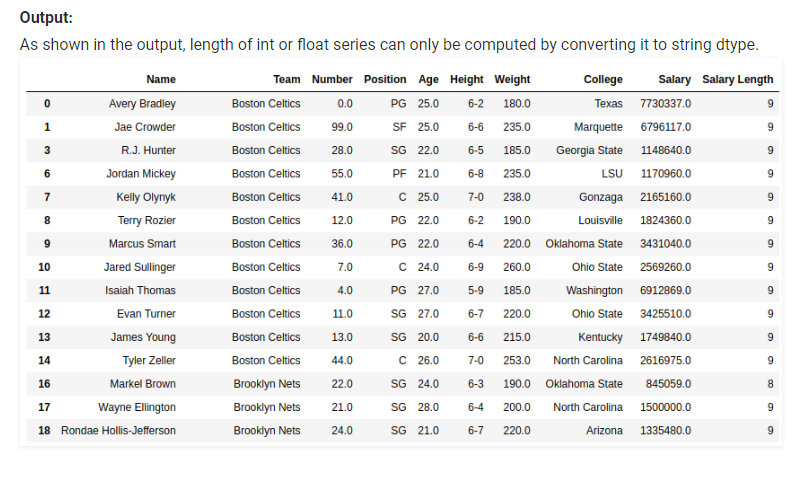 Output:
As shown in the output, length of int or float series can only be computed by converting it to string dtype.
Name Team Number Position Age Height Weight College Salary Salary Length
0 Avery Bradley Boston Celtics 0.0 PG 25.0 6-2 180.0 Texas 7730337.0 9
1 Jae Crowder Boston Celtics 99.0 SF 25.0 6-6 235.0 Marquette 6796117.0 9
3 R.J. Hunter Boston Celtics 28.0 SG 22.0 6-5 185.0 Georgia State 1148640.0 9
6 Jordan Mickey Boston Celtics 55.0 PF 21.0 6-8 235.0 LSU 1170960.0 9
7 Kelly Olynyk Boston Celtics 41.0 C 25.0 7-0 238.0 Gonzaga 2165160.0 9
8 Terry Rozier Boston Celtics 12.0 PG 22.0 6-2 190.0 Louisville 1824360.0 9
9 Marcus Smart Boston Celtics 36.0 PG 22.0 6-4 220.0 Oklahoma State 3431040.0 9
10 Jared Sullinger Boston Celtics 7.0 C 24.0 6-9 260.0 Ohio State 2569260.0 9
11 Isaiah Thomas Boston Celtics 4.0 PG 27.0 5-9 185.0 Washington 6912869.0 9
12 Evan Turner Boston Celtics 11.0 SG 27.0 6-7 220.0 Ohio State 3425510.0 9
13 James Young Boston Celtics 13.0 SG 20.0 6-6 215.0 Kentucky 1749840.0 9
14 Tyler Zeller Boston Celtics 44.0 C 26.0 7-0 253.0 North Carolina 2616975.0 9
16 Markel Brown Brooklyn Nets 22.0 SG 24.0 6-3 190.0 Oklahoma State 845059.0 8
17 Wayne Ellington Brooklyn Nets 21.0 SG 28.0 6-4 200.0 North Carolina 1500000.0 9
18 Rondae Hollis-Jefferson Brooklyn Nets 24.0 SG 21.0 6-7 220.0 Arizona 1335480.0 9